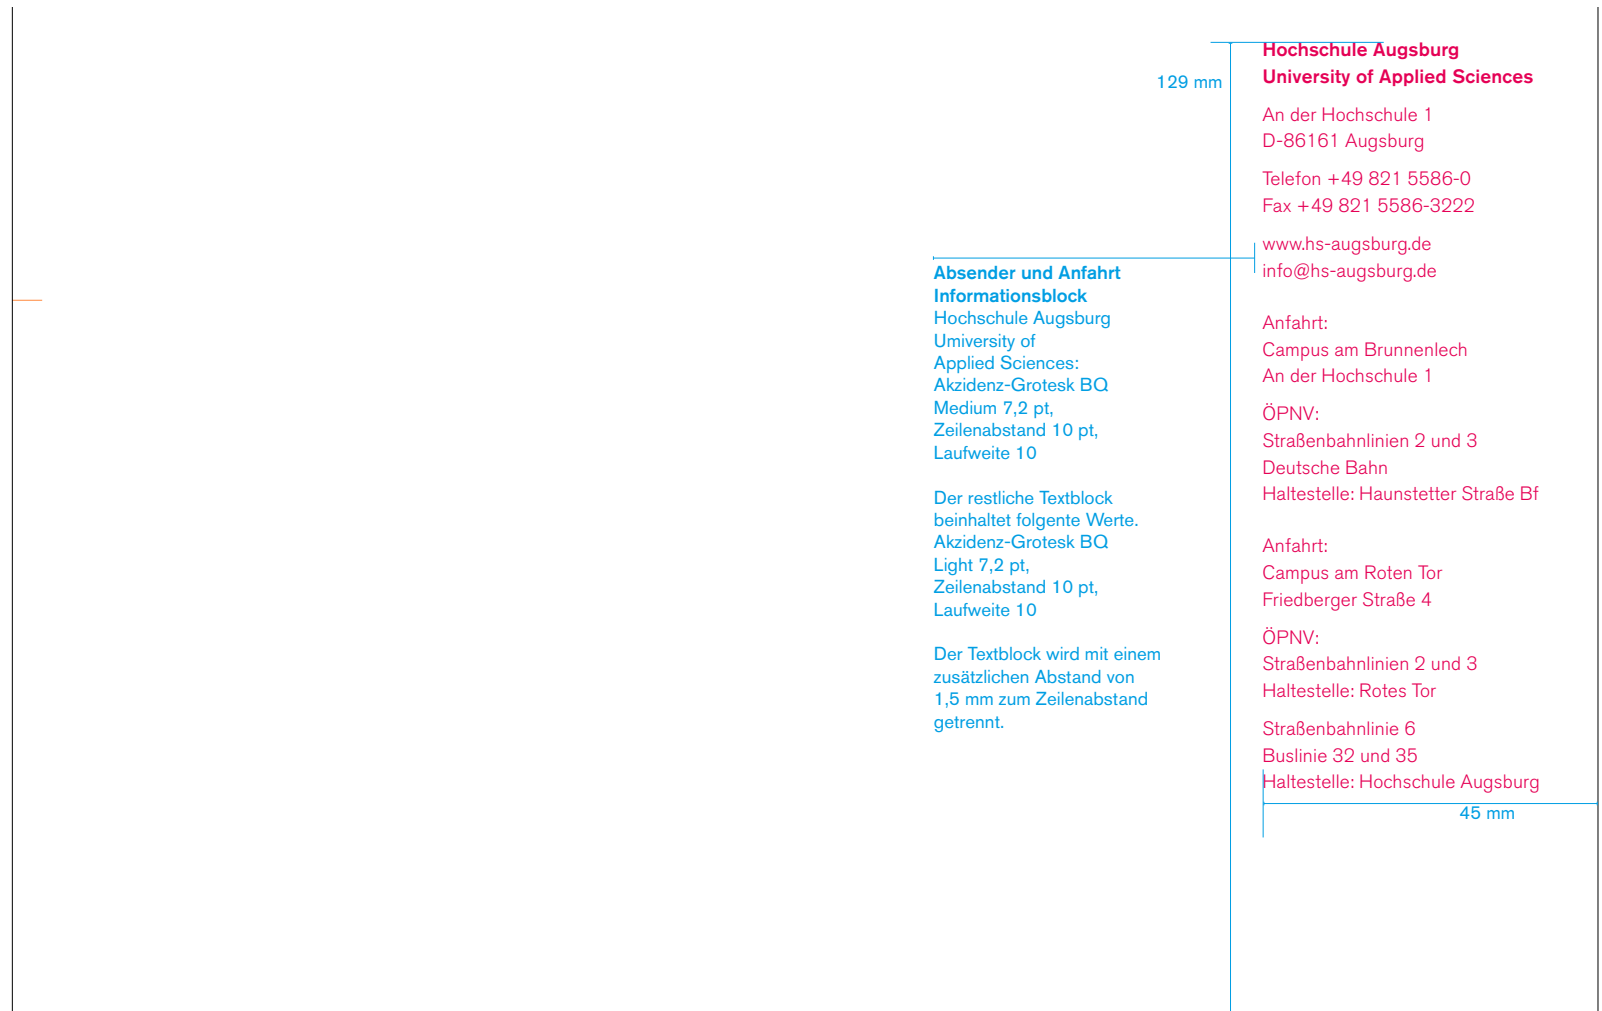 129 mm
Hochschule Augsburg
University of Applied Sciences
An der Hochschule 1
D-86161 Augsburg
Telefon +49 821 5586-0
Fax +49 821 5586-3222
www.hs-augsburg.de
info@hs-augsburg.de
Anfahrt:
Campus am Brunnenlech
An der Hochschule 1
ÖPNV:
Straßenbahnlinien 2 und 3
Deutsche Bahn
Haltestelle: Haunstetter Straße Bf
Anfahrt:
Campus am Roten Tor
Friedberger Straße 4
ÖPNV:
Straßenbahnlinien 2 und 3
Haltestelle: Rotes Tor
Straßenbahnlinie 6
Buslinie 32 und 35
Haltestelle: Hochschule Augsburg
45 mm
Absender und Anfahrt
Informationsblock
Hochschule Augsburg
Umiversity of
Applied Sciences:
Akzidenz-Grotesk BQ
Medium 7,2 pt,
Zeilenabstand 10 pt,
Laufweite 10
Der restliche Textblock
beinhaltet folgente Werte.
Akzidenz-Grotesk BQ
Light 7,2 pt,
Zeilenabstand 10 pt,
Laufweite 10
Der Textblock wird mit einem
zusätzlichen Abstand von
1,5 mm zum Zeilenabstand
getrennt.